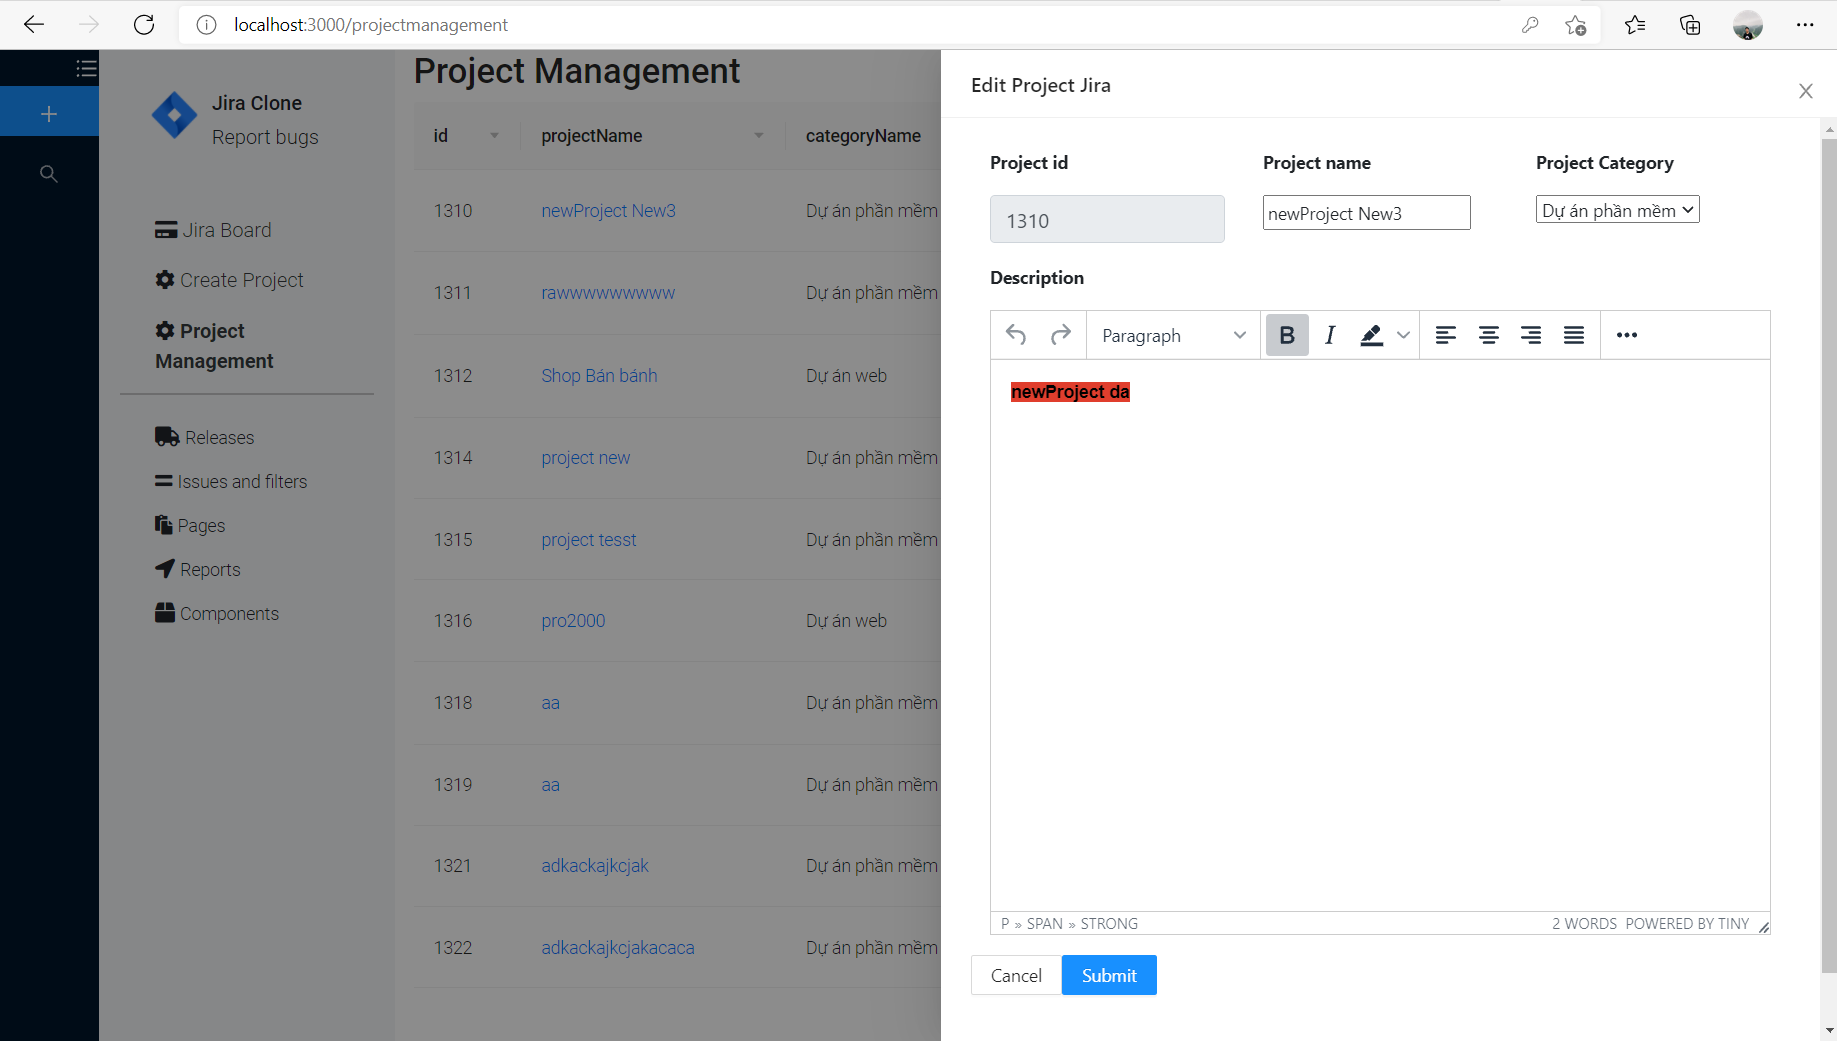 localhost:3000/projectmanagement
Jira Clone
Report bugs
Jira Board
Create Project
Project
Management
Releases
Issues and filters
Pages
Reports
Components
Project Management
id projectName categoryName
1310 newProject New3 Dự án phần mềm
1311 rawwwwwwwww Dự án phần mềm
1312 Shop Bán bánh Dự án web
1314 project new Dự án phần mềm
1315 project tesst Dự án phần mềm
1316 pro2000 Dự án web
1318 aa Dự án phần mềm
1319 aa Dự án phần mềm
1321 adkackajkcjak Dự án phần mềm
1322 adkackajkcjakacaca Dự án phần mềm
Edit Project Jira
Project id Project name Project Category
1310 newProject New3 Dự án phần mềm
Description
Paragraph B I
newProject da
P » SPAN » STRONG 2 WORDS POWERED BY TINY
Cancel Submit